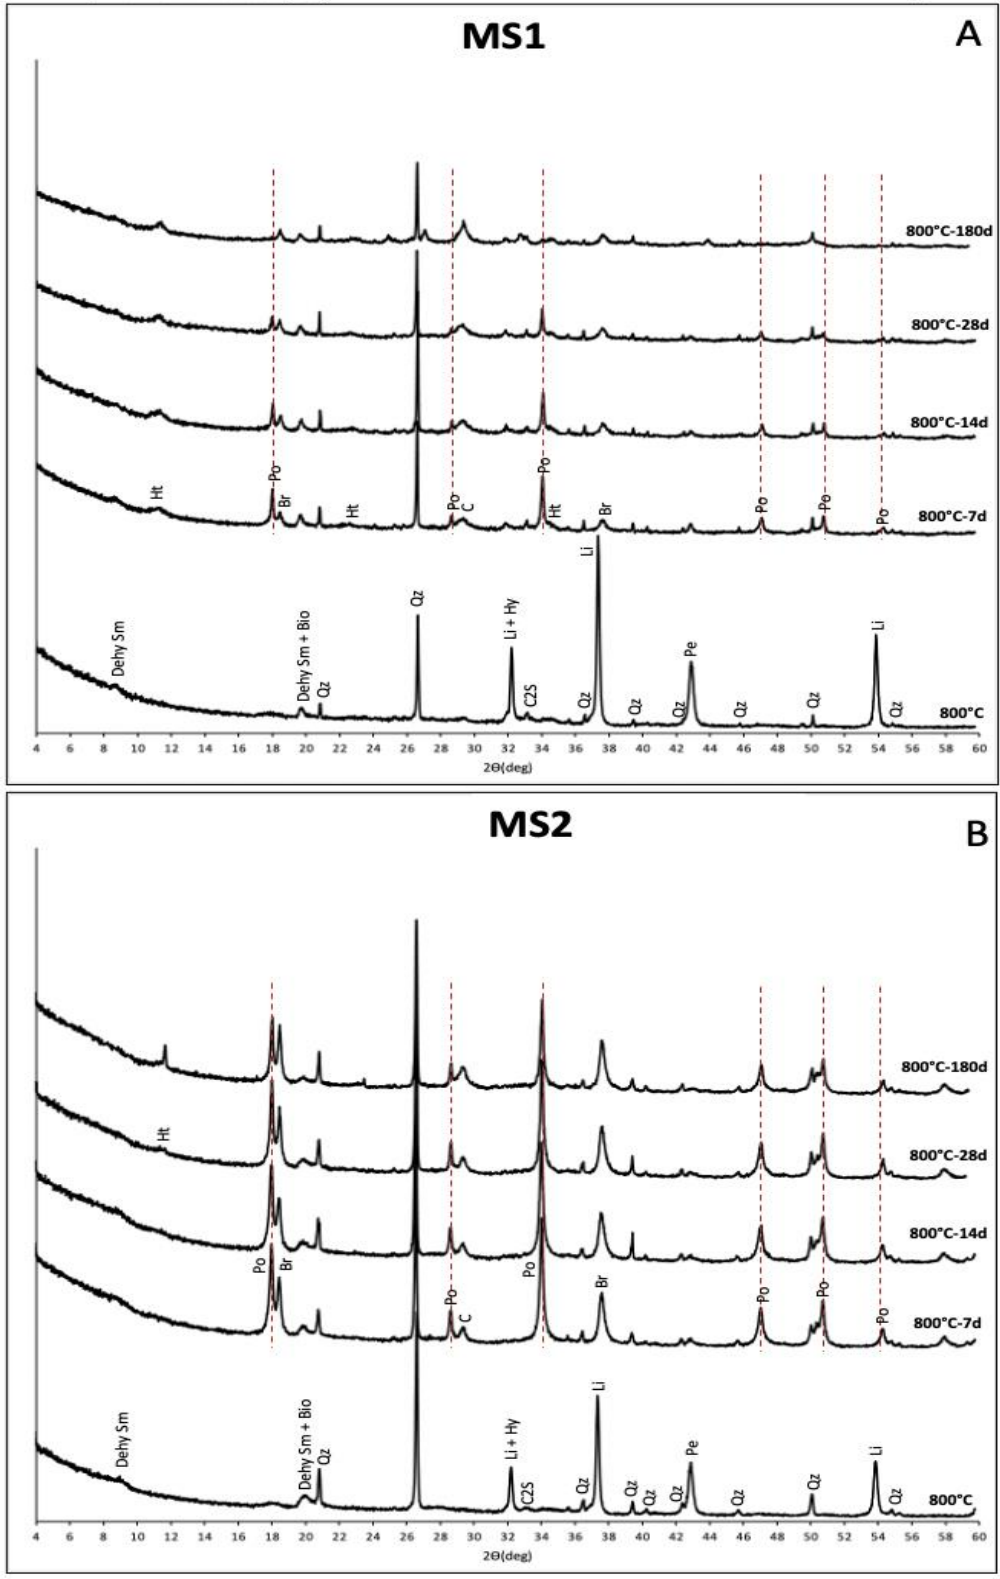 MS1
A
800°C-180d
800°C-28d
800°C-14d
Ht
Po
Br
Ht
Po
C
Po
Ht
Br
Po
Po
Po
800°C-7d
Dehy Sm
Dehy Sm + Bio
Qz
Qz
Li + Hy
C2S
Qz
Li
Qz
Qz
Pe
Qz
Qz
Li
Qz
800°C
4 6 8 10 12 14 16 18 20 22 24 26 28 30 32 34 36 38 40 42 44 46 48 50 52 54 56 58 60
2Θ(deg)
MS2
B
800°C-180d
Ht
800°C-28d
800°C-14d
Po
Br
Po
C
Po
Br
Po
Po
Po
800°C-7d
Dehy Sm
Dehy Sm + Bio
Qz
Li + Hy
C2S
Qz
Li
Qz
Qz
Qz
Pe
Qz
Qz
Li
Qz
800°C
4 6 8 10 12 14 16 18 20 22 24 26 28 30 32 34 36 38 40 42 44 46 48 50 52 54 56 58 60
2Θ(deg)